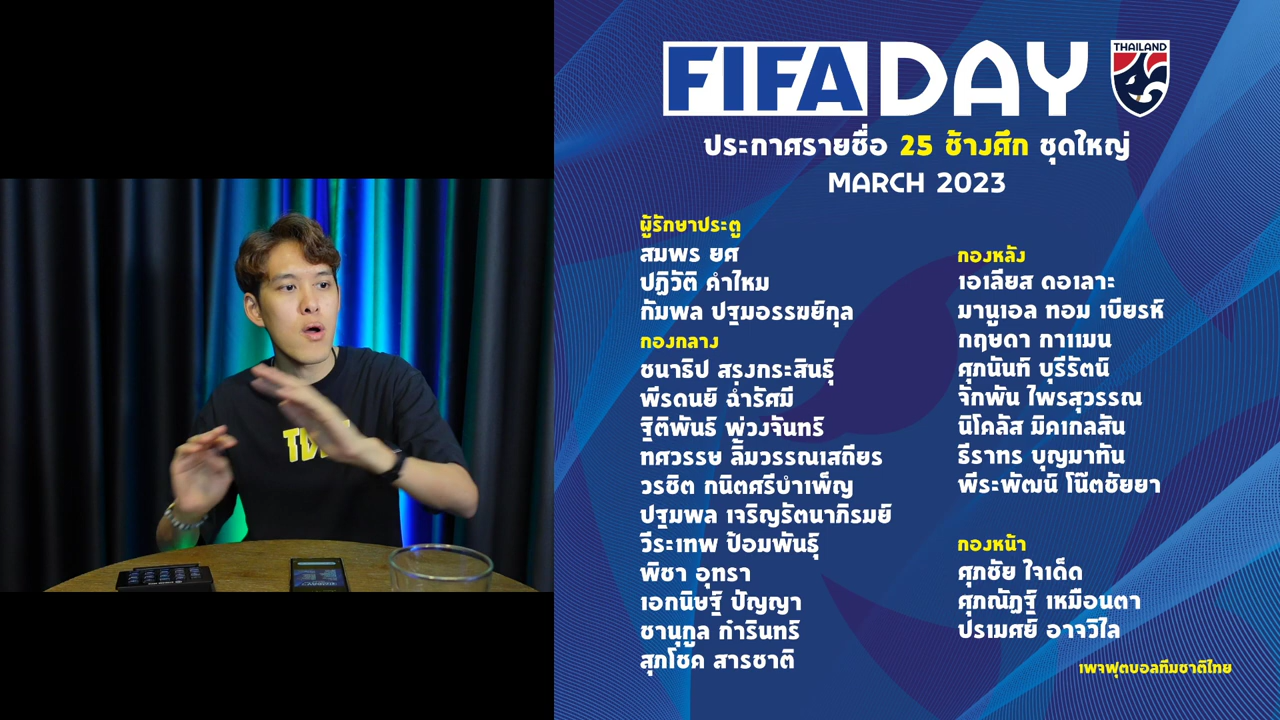 FIFA DAY
THAILAND
ประกาศรายชื่อ 25 ช้างศึก ชุดใหญ่
MARCH 2023
ผู้รักษาประตู
สมพร ยศ
ปฏิวัติ คำไหม
กัมพล ปฐมอรรฆย์กุล
กองกลาง
ชนาธิป สรงกระสินธุ์
พีรดนย์ ฉ่ำรัศมี
ฐิติพันธ์ พ่วงจันทร์
ทศวรรษ ลิ้มวรรณเสถียร
วรชิต กนิตศรีบำเพ็ญ
ปฐมพล เจริญรัตนาภิรมย์
วีระเทพ ป้อมพันธุ์
พิชา อุทรา
เอกนิษฐ์ ปัญญา
ชานุกูล ก๋ารินทร์
สุภโชค สารชาติ
กองหลัง
เอเลียส ดอเลาะ
มานูเอล ทอม เบียรห์
กฤษดา กาแมน
ศุภนันท์ บุรีรัตน์
จักพัน ไพรสุวรรณ
นิโคลัส มิคเกลสัน
ธีราทร บุญมาทัน
พีระพัฒน์ โน๊ตชัยยา
กองหน้า
ศุภชัย ใจเด็ด
ศุภณัฏฐ์ เหมือนตา
ปรเมศย์ อาจวิไล
เพจฟุตบอลทีมชาติไทย